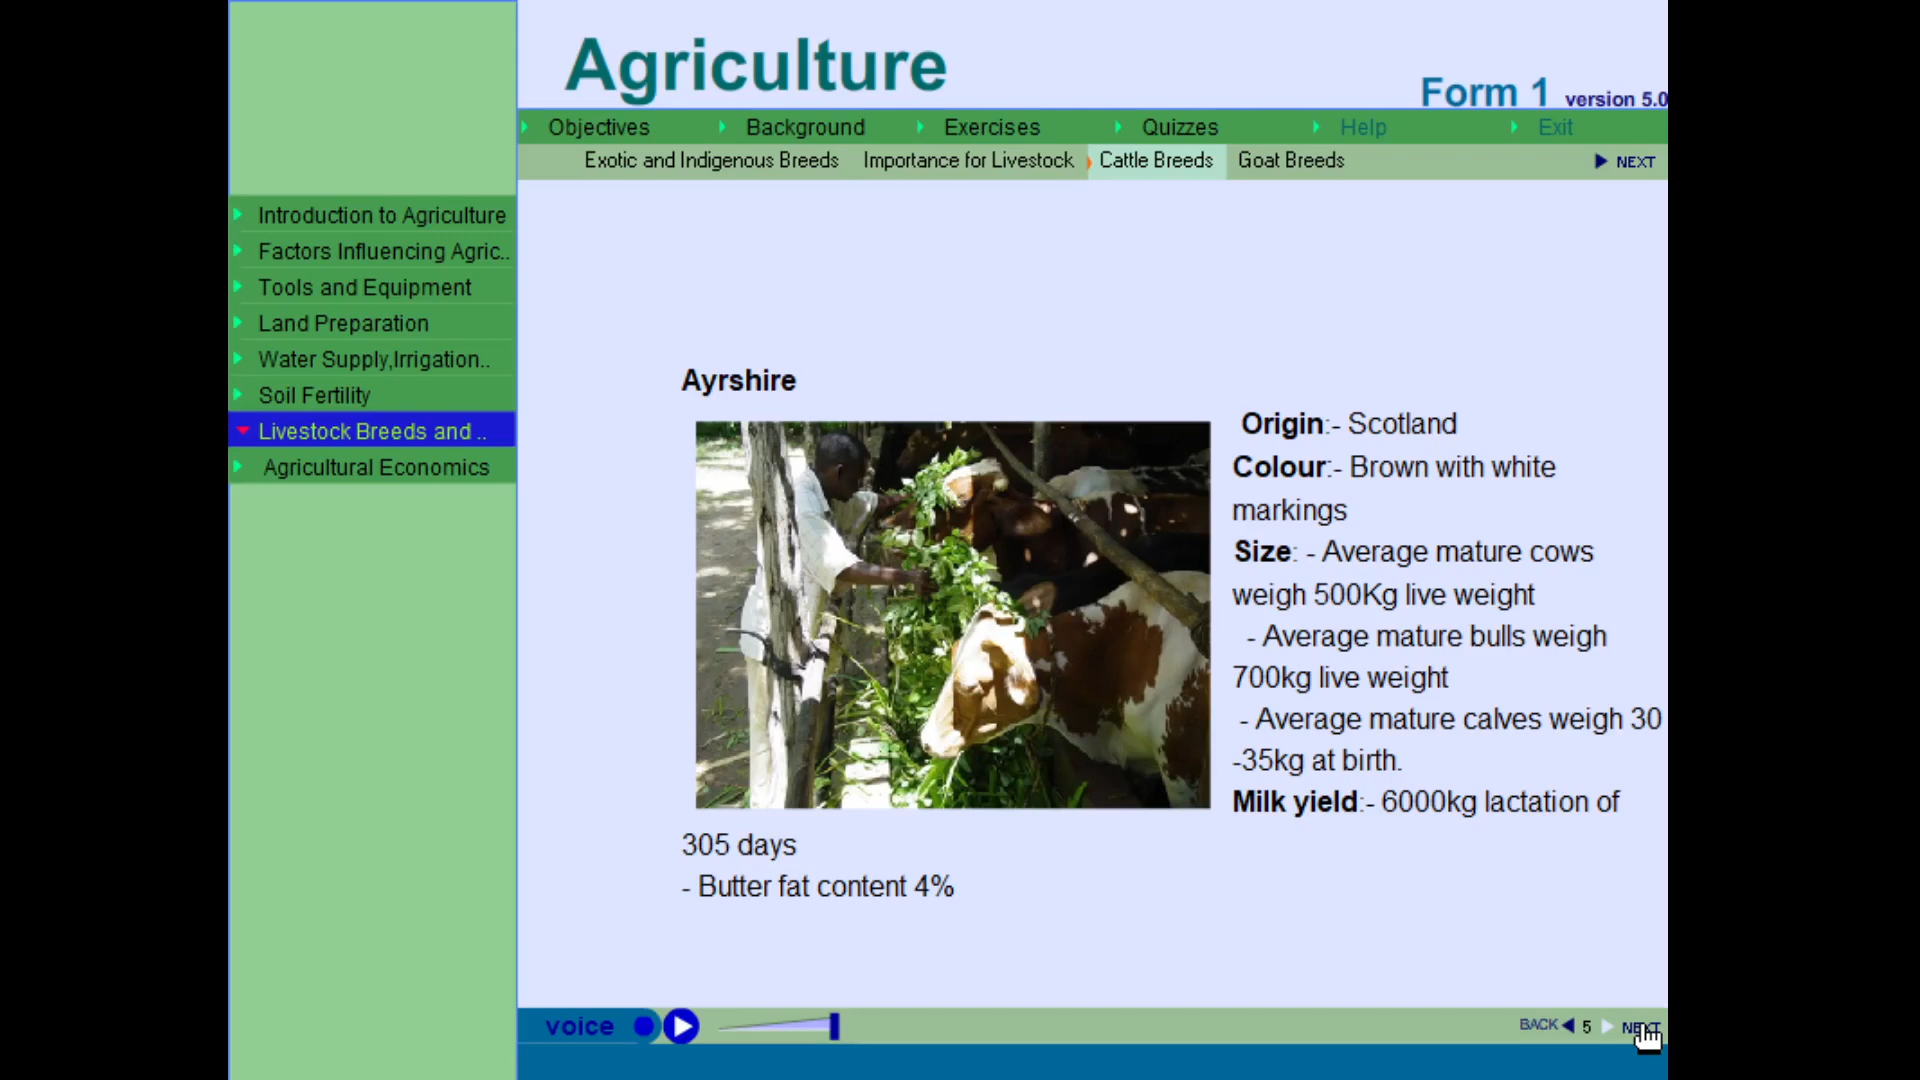 Agriculture
Form 1 version 5.0
Objectives Background Exercises Quizzes Help Exit
Exotic and Indigenous Breeds Importance for Livestock Cattle Breeds Goat Breeds NEXT
Introduction to Agriculture
Factors Influencing Agric..
Tools and Equipment
Land Preparation
Water Supply,Irrigation..
Soil Fertility
Livestock Breeds and ..
Agricultural Economics
Ayrshire
Origin:- Scotland
Colour:- Brown with white
markings
Size: - Average mature cows
weigh 500Kg live weight
- Average mature bulls weigh
700kg live weight
- Average mature calves weigh 30
-35kg at birth.
Milk yield:- 6000kg lactation of
305 days
- Butter fat content 4%
voice
BACK 5 NEXT